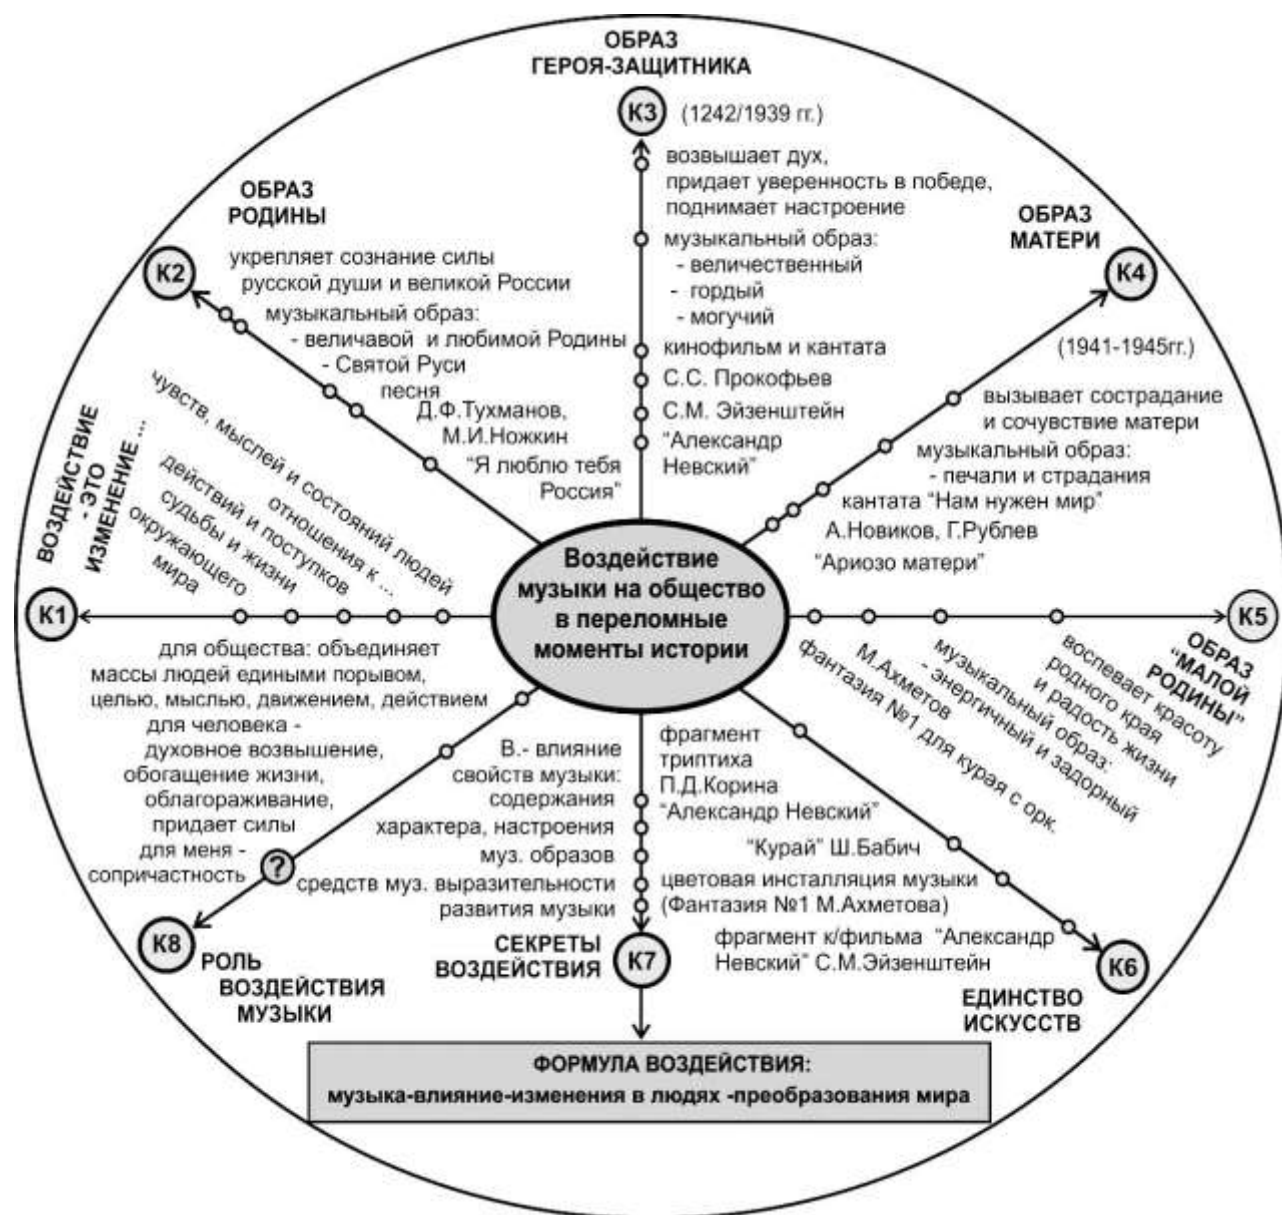 ОБРАЗ
ГЕРОЯ-ЗАЩИТНИКА
К3
(1242/1939 гг.)
возвышает дух,
придает уверенность в победе,
поднимает настроение
музыкальный образ:
- величественный
- гордый
- могучий
кинофильм и кантата
С.С. Прокофьев
С.М. Эйзенштейн
“Александр
Невский”
ОБРАЗ
РОДИНЫ
К2
укрепляет сознание силы
русской души и великой России
музыкальный образ:
- величавой и любимой Родины
- Святой Руси
песня
Д.Ф.Тухманов,
М.И.Ножкин
“Я люблю тебя
Россия”
ОБРАЗ
МАТЕРИ
К4
(1941-1945гг.)
вызывает сострадание
и сочувствие матери
музыкальный образ:
- печали и страдания
кантата “Нам нужен мир”
А.Новиков, Г.Рублев
“Ариозо матери”
ВОЗДЕЙСТВИЕ
- ЭТО
ИЗМЕНЕНИЕ ...
К1
чувств, мыслей и состояний людей
отношения к ...
действий и поступков
судьбы и жизни
окружающего
мира
Воздействие
музыки на общество
в переломные
моменты истории
К5
ОБРАЗ
“МАЛОЙ
РОДИНЫ”
воспевает красоту
родного края
и радость жизни
музыкальный образ:
- энергичный и задорный
М.Ахметов
фантазия №1 для курая с орк.
для общества: объединяет
массы людей едиными порывом,
целью, мыслью, движением, действием
для человека -
духовное возвышение,
обогащение жизни,
облагораживание,
придает силы
для меня -
сопричастность
?
К8
РОЛЬ
ВОЗДЕЙСТВИЯ
МУЗЫКИ
В.- влияние
свойств музыки:
содержания
характера, настроения
муз. образов
средств муз. выразительности
развития музыки
СЕКРЕТЫ
ВОЗДЕЙСТВИЯ
К7
фрагмент
триптиха
П.Д.Корина
“Александр Невский”
“Курай” Ш.Бабич
цветовая инсталляция музыки
(Фантазия №1 М.Ахметова)
фрагмент к/фильма “Александр
Невский” С.М.Эйзенштейн
К6
ЕДИНСТВО
ИСКУССТВ
ФОРМУЛА ВОЗДЕЙСТВИЯ:
музыка-влияние-изменения в людях -преобразования мира